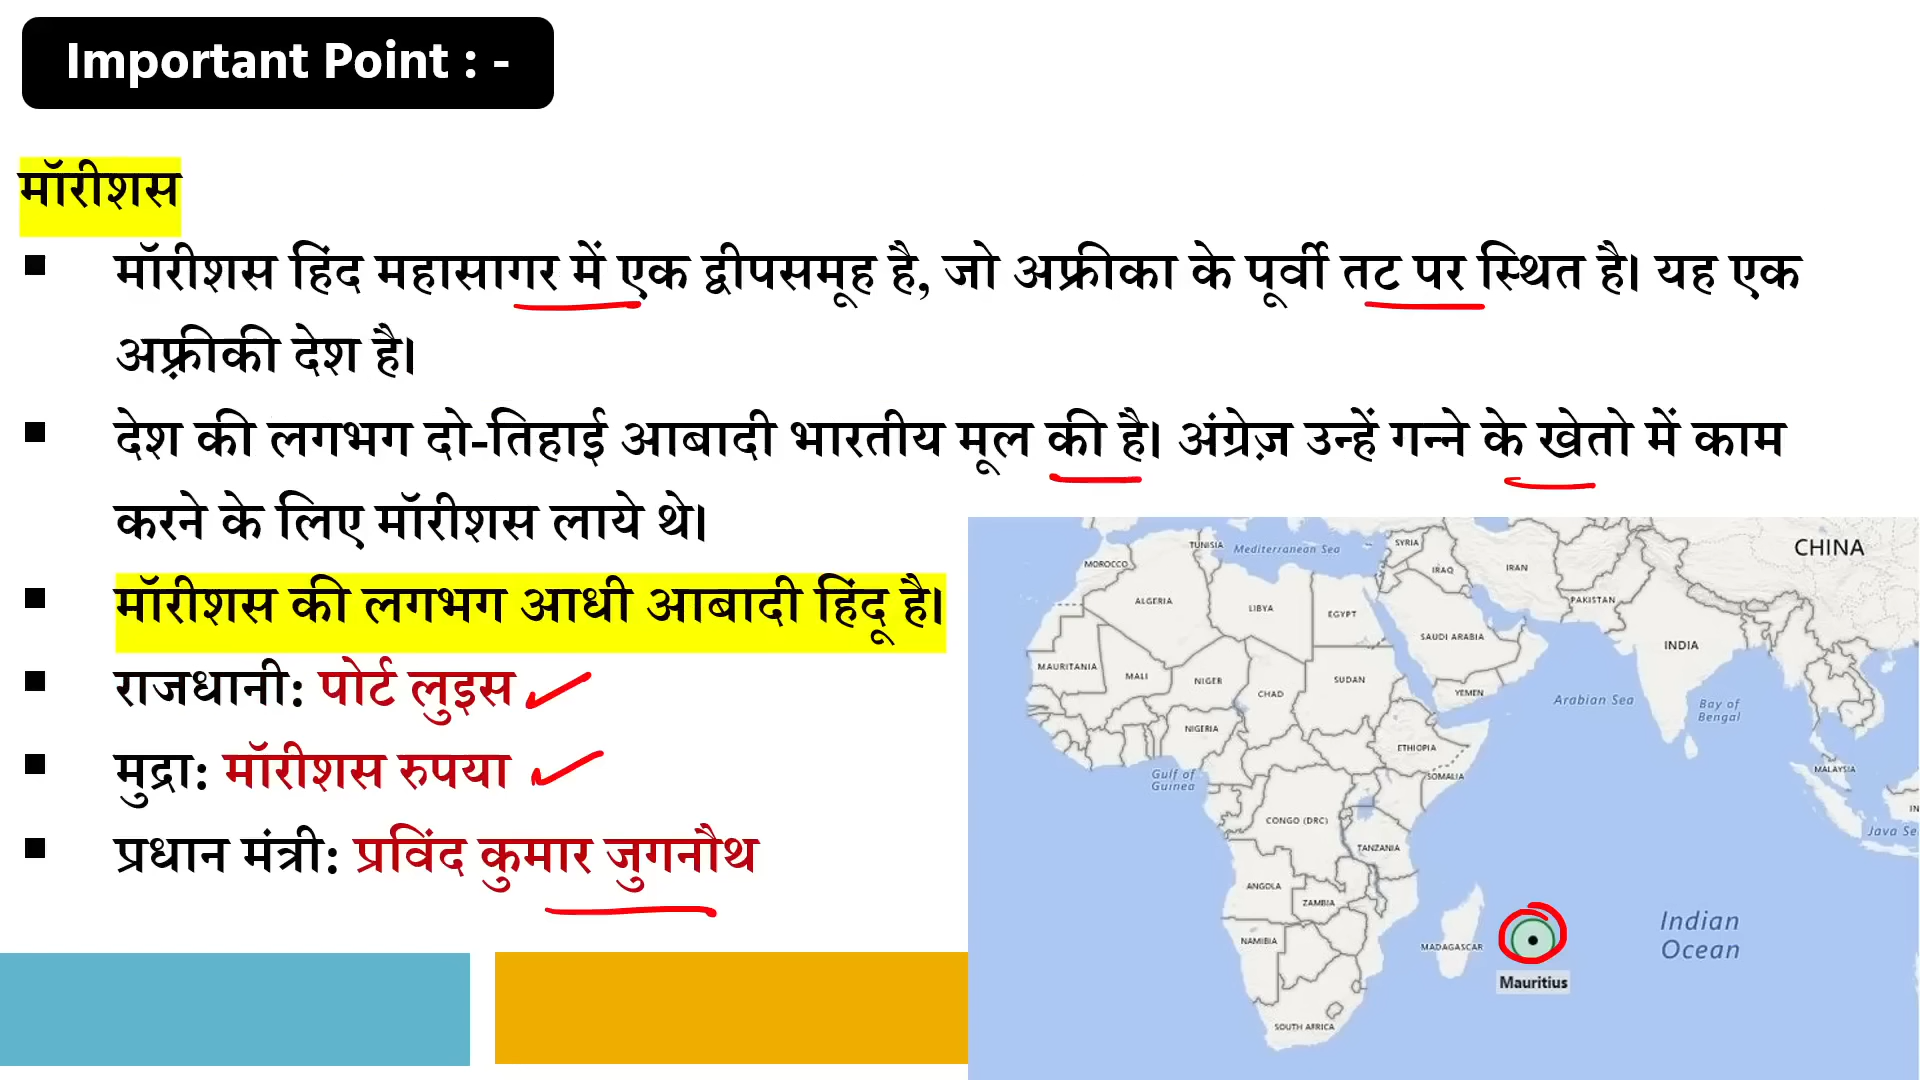 Important Point : -
मॉरीशस
▪ मॉरीशस हिंद महासागर में एक द्वीपसमूह है, जो अफ्रीका के पूर्वी तट पर स्थित है। यह एक
अफ़्रीकी देश है।
▪ देश की लगभग दो-तिहाई आबादी भारतीय मूल की है। अंग्रेज़ उन्हें गन्ने के खेतो में काम
करने के लिए मॉरीशस लाये थे।
▪ मॉरीशस की लगभग आधी आबादी हिंदू है।
▪ राजधानी: पोर्ट लुइस
▪ मुद्रा: मॉरीशस रुपया
▪ प्रधान मंत्री: प्रविंद कुमार जुगनौथ
CHINA
TUNISIA
Mediterranean Sea
SYRIA
MOROCCO
IRAQ
IRAN
ALGERIA
LIBYA
EGYPT
PAKISTAN
SAUDI ARABIA
INDIA
MAURITANIA
MALI
NIGER
CHAD
SUDAN
YEMEN
Arabian Sea
Bay of
Bengal
NIGERIA
ETHIOPIA
Gulf of
Guinea
SOMALIA
MALAYSIA
IN
CONGO (DRC)
Java Se
TANZANIA
ANGOLA
ZAMBIA
NAMIBIA
MADAGASCAR
Indian
Ocean
Mauritius
SOUTH AFRICA